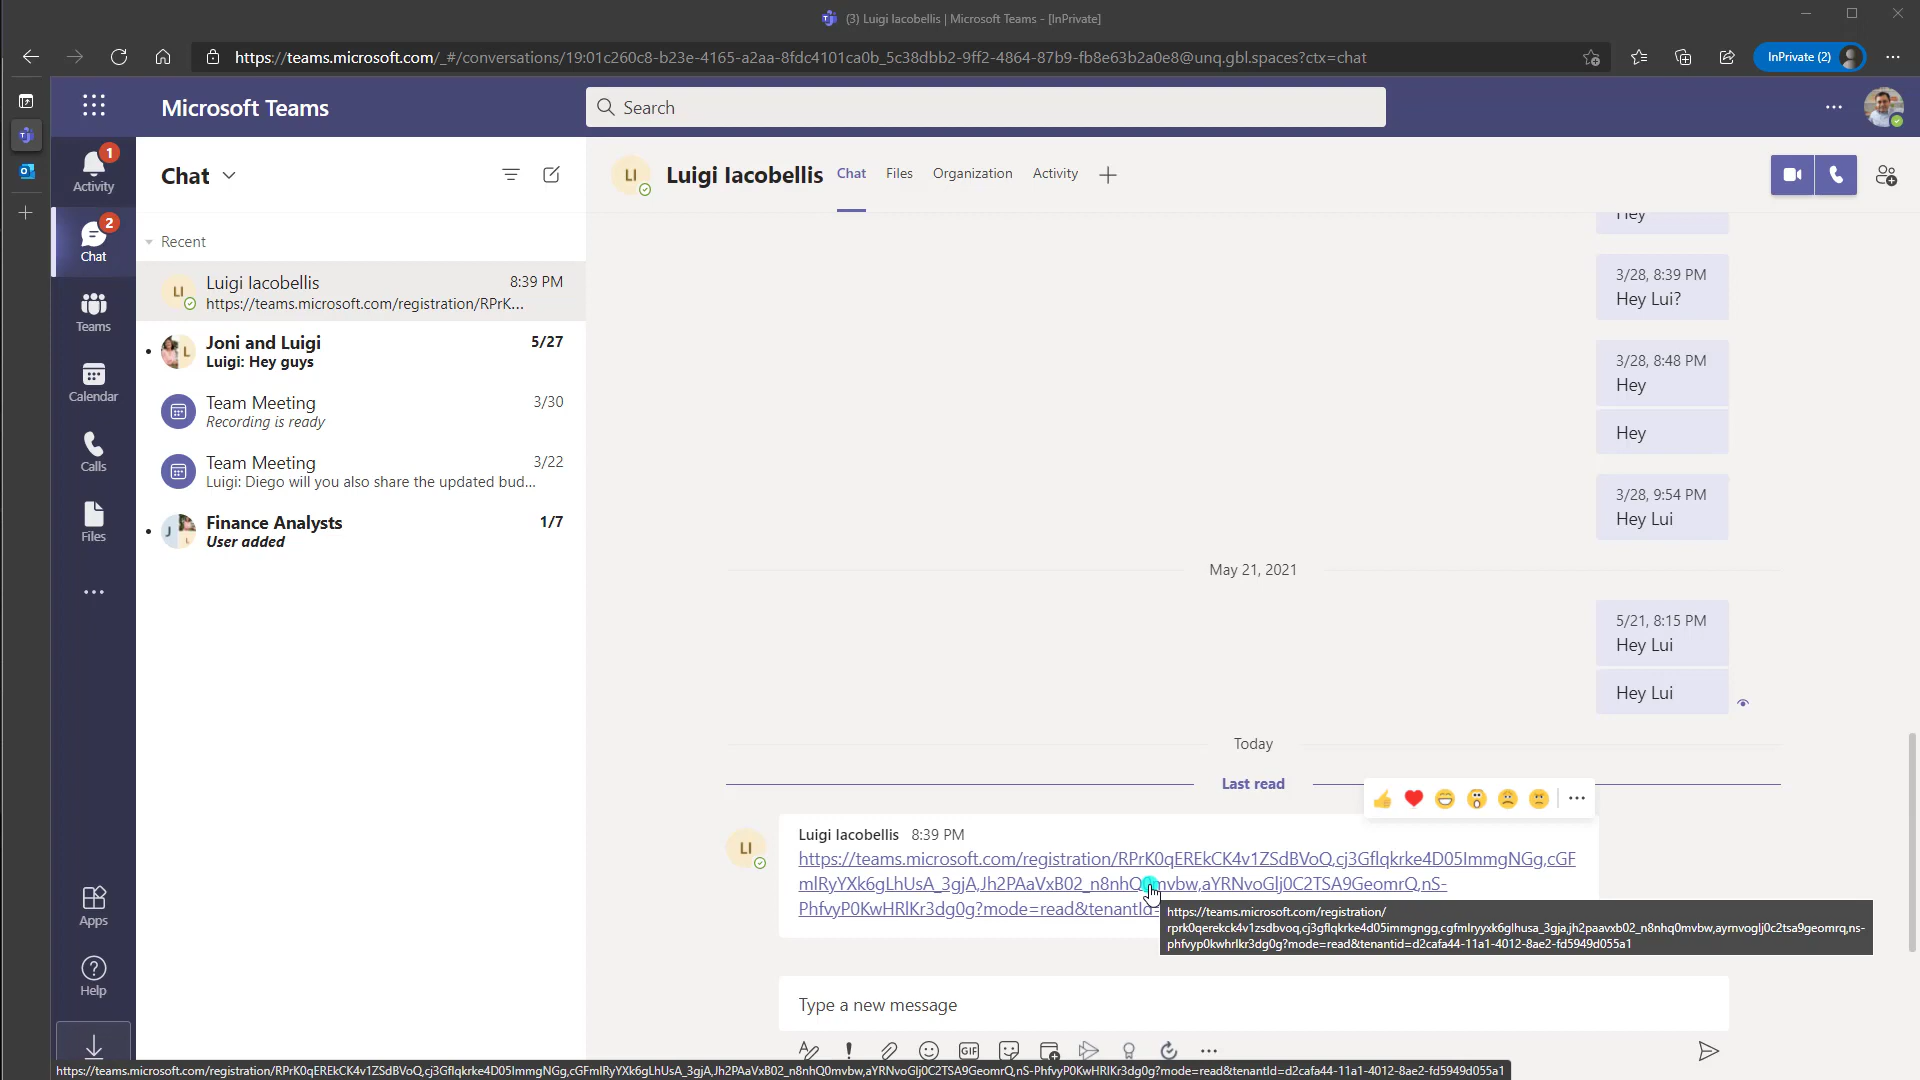 (3) Luigi Iacobellis | Microsoft Teams - [InPrivate]
https://teams.microsoft.com/_#/conversations/19:01c260c8-b23e-4165-a2aa-8fdc4101ca0b_5c38dbb2-9ff2-4864-87b9-fb8e63b2a0e8@unq.gbl.spaces?ctx=chat
InPrivate (2)
Microsoft Teams
Search
1
Activity
2
Chat
Teams
Calendar
Calls
Files
Apps
Help
Chat
Recent
LI
Luigi Iacobellis 8:39 PM
https://teams.microsoft.com/registration/RPrK...
L
Joni and Luigi 5/27
Luigi: Hey guys
Team Meeting 3/30
Recording is ready
Team Meeting 3/22
Luigi: Diego will you also share the updated bud...
J L
Finance Analysts 1/7
User added
LI
Luigi Iacobellis Chat Files Organization Activity
Hey
3/28, 8:39 PM
Hey Lui?
3/28, 8:48 PM
Hey
Hey
3/28, 9:54 PM
Hey Lui
May 21, 2021
5/21, 8:15 PM
Hey Lui
Hey Lui
Today
Last read
LI
Luigi Iacobellis 8:39 PM
https://teams.microsoft.com/registration/RPrK0qEREkCK4v1ZSdBVoQ,cj3Gflqkrke4D05ImmgNGg,cGF
mlRyYXk6gLhUsA_3gjA,Jh2PAaVxB02_n8nhQ0mvbw,aYRNvoGlj0C2TSA9GeomrQ,nS-
PhfvyP0KwHRlKr3dg0g?mode=read&tenantId=
https://teams.microsoft.com/registration/
rprk0qerekck4v1zsdbvoq,cj3gflqkrke4d05immgngg,cgfmlryyxk6glhusa_3gja,jh2paavxb02_n8nhq0mvbw,ayrnvoglj0c2tsa9geomrq,ns-
phfvyp0kwhrlkr3dg0g?mode=read&tenantid=d2cafa44-11a1-4012-8ae2-fd5949d055a1
Type a new message
GIF
https://teams.microsoft.com/registration/RPrK0qEREkCK4v1ZSdBVoQ,cj3Gflqkrke4D05ImmgNGg,cGFmlRyYXk6gLhUsA_3gjA,Jh2PAaVxB02_n8nhQ0mvbw,aYRNvoGlj0C2TSA9GeomrQ,nS-PhfvyP0KwHRlKr3dg0g?mode=read&tenantId=d2cafa44-11a1-4012-8ae2-fd5949d055a1